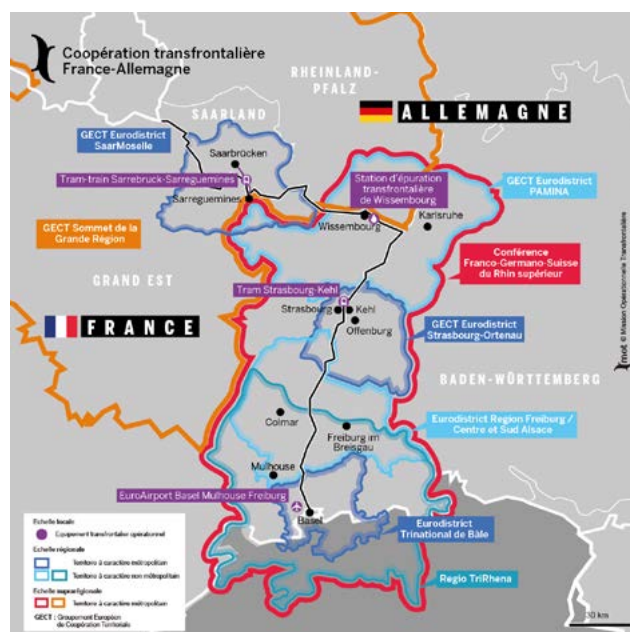 Coopération transfrontalière
France-Allemagne
RHEINLAND-
PFALZ
SAARLAND
ALLEMAGNE
GECT Eurodistrict
SaarMoselle
Saarbrücken
Tram-train Sarrebruck-Sarreguemines
Station d'épuration
transfrontalière
de Wissembourg
GECT Eurodistrict
PAMINA
Sarreguemines
Wissembourg
Karlsruhe
GECT Sommet de la
Grande Région
Conférence
Franco-Germano-Suisse
du Rhin supérieur
GRAND EST
Tram Strasbourg-Kehl
Strasbourg
Kehl
Offenburg
FRANCE
GECT Eurodistrict
Strasbourg-Ortenau
BADEN-WÜRTTEMBERG
Colmar
Freiburg im
Breisgau
Eurodistrict Region Freiburg /
Centre et Sud Alsace
Mulhouse
EuroAirport Basel Mulhouse Freiburg
Basel
Eurodistrict
Trinational de Bâle
Regio TriRhena
Echelle locale
Equipement transfrontalier opérationnel
Echelle régionale
Territoire à caractère métropolitain
Territoire à caractère non métropolitain
Echelle suprarégionale
Territoire à caractère métropolitain
GECT : Groupement Européen
de Coopération Territoriale
30 km
mot © Mission Opérationnelle Transfrontalière